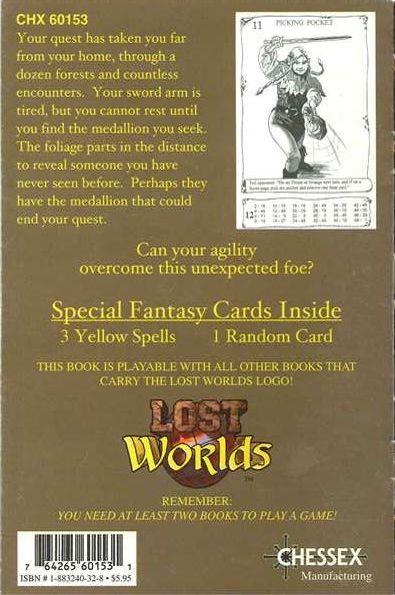 CHX 60153
Your quest has taken you far
from your home, through a
dozen forests and countless
encounters. Your sword arm is
tired, but you cannot rest until
you find the medallion you seek.
The foliage parts in the distance
to reveal someone you have
never seen before. Perhaps they
have the medallion that could
end your quest.
11 PICKING POCKET
12
Can your agility
overcome this unexpected foe?
Special Fantasy Cards Inside
3 Yellow Spells 1 Random Card
THIS BOOK IS PLAYABLE WITH ALL OTHER BOOKS THAT
CARRY THE LOST WORLDS LOGO!
LOST
WORLDS
TM
REMEMBER:
YOU NEED AT LEAST TWO BOOKS TO PLAY A GAME!
7 64265 60153 1
ISBN # 1-883240-32-8 • $5.95
CHESSEX
Manufacturing